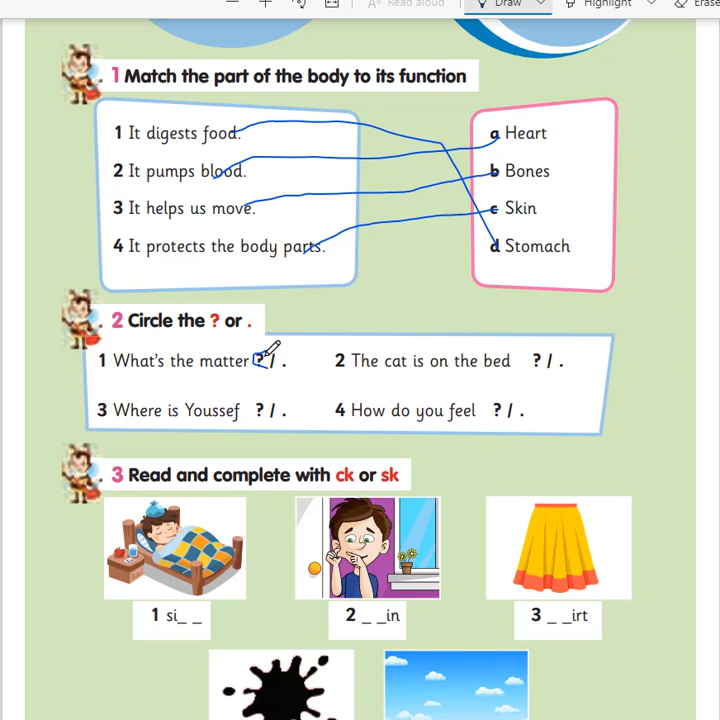 Read aloud
Draw
Highlight
Erase
1 Match the part of the body to its function
1 It digests food.
2 It pumps blood.
3 It helps us move.
4 It protects the body parts.
a Heart
b Bones
c Skin
d Stomach
2 Circle the ? or .
1 What's the matter ? / .
2 The cat is on the bed ? / .
3 Where is Youssef ? / .
4 How do you feel ? / .
3 Read and complete with ck or sk
1 si_ _
2 _ _in
3 _ _irt